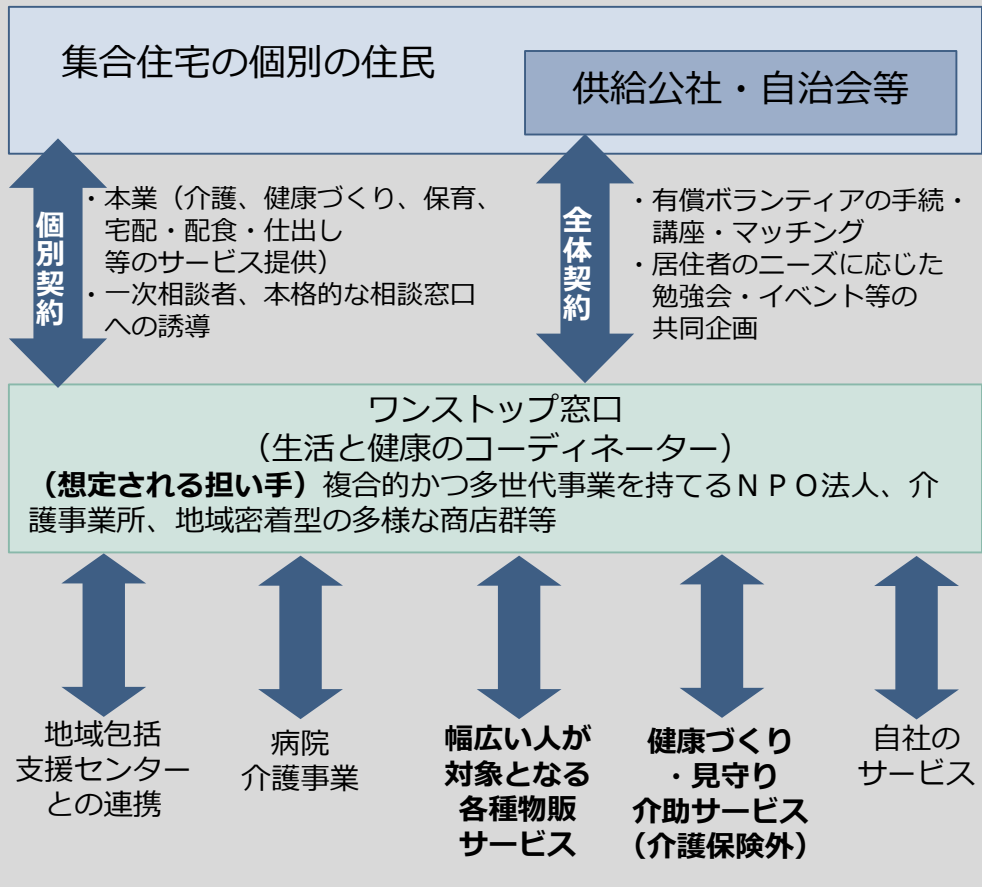 集合住宅の個別の住民
供給公社・自治会等
個別契約
・本業（介護、健康づくり、保育、
宅配・配食・仕出し
等のサービス提供）
・一次相談者、本格的な相談窓口
への誘導
全体契約
・有償ボランティアの手続・
講座・マッチング
・居住者のニーズに応じた
勉強会・イベント等の
共同企画
ワンストップ窓口
（生活と健康のコーディネーター）
（想定される担い手）複合的かつ多世代事業を持てるＮＰＯ法人、介
護事業所、地域密着型の多様な商店群等
地域包括
支援センター
との連携
病院
介護事業
幅広い人が
対象となる
各種物販
サービス
健康づくり
・見守り
介助サービス
（介護保険外）
自社の
サービス